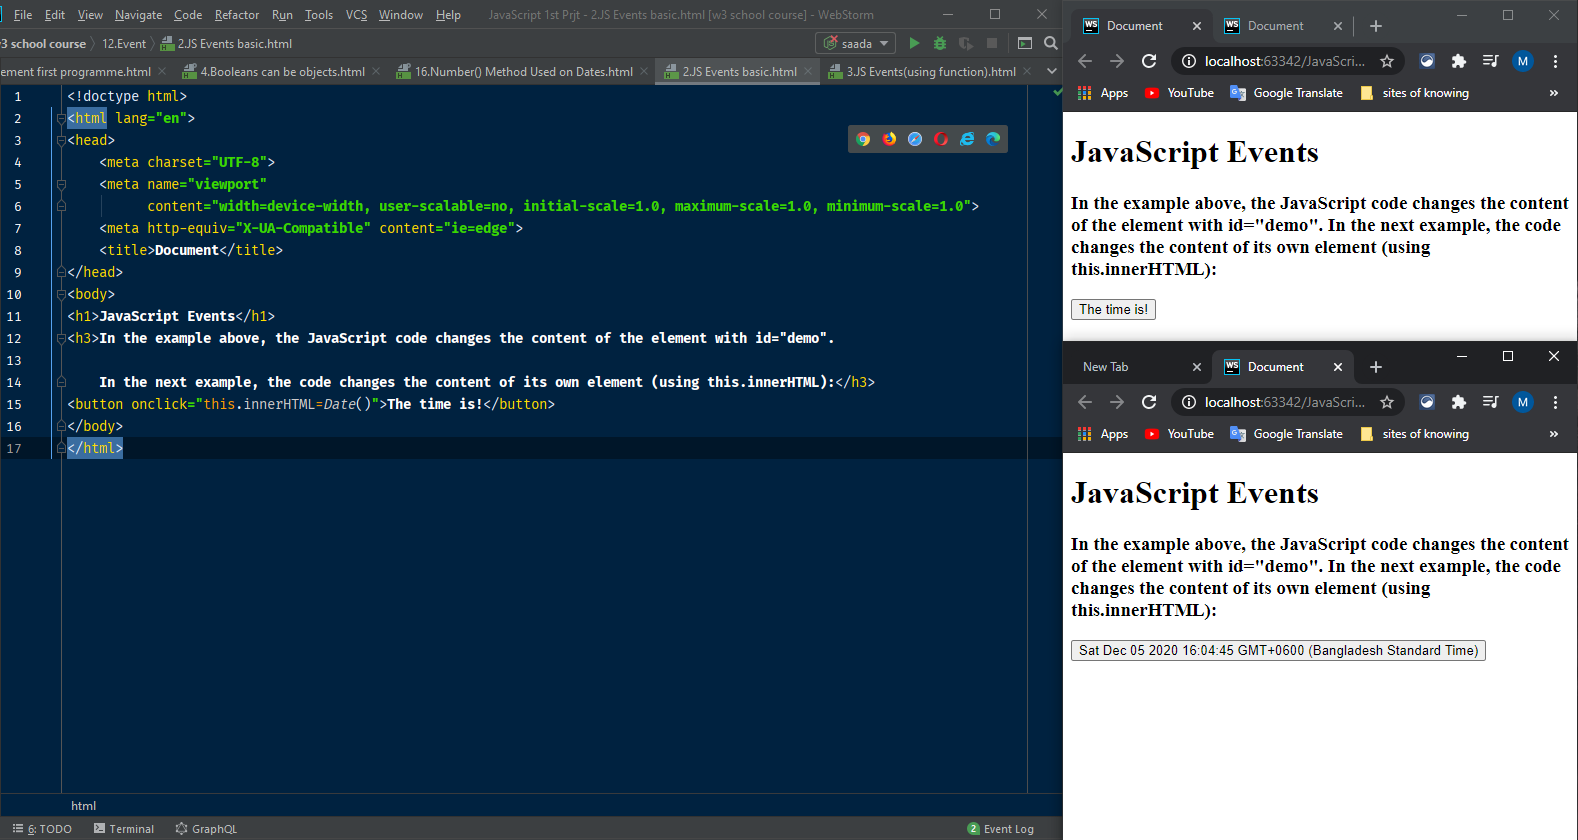 File Edit View Navigate Code Refactor Run Tools VCS Window Help JavaScript 1st Prjt - 2.JS Events basic.html [w3 school course] - WebStorm
3 school course 12.Event 2.JS Events basic.html saada
ement first programme.html 4.Booleans can be objects.html 16.Number() Method Used on Dates.html 2.JS Events basic.html 3.JS Events(using function).html
1 <!doctype html>
2 <html lang="en">
3 <head>
4 <meta charset="UTF-8">
5 <meta name="viewport"
6 content="width=device-width, user-scalable=no, initial-scale=1.0, maximum-scale=1.0, minimum-scale=1.0">
7 <meta http-equiv="X-UA-Compatible" content="ie=edge">
8 <title>Document</title>
9 </head>
10 <body>
11 <h1>JavaScript Events</h1>
12 <h3>In the example above, the JavaScript code changes the content of the element with id="demo".
13
14 In the next example, the code changes the content of its own element (using this.innerHTML):</h3>
15 <button onclick="this.innerHTML=Date()">The time is!</button>
16 </body>
17 </html>
html
6: TODO Terminal GraphQL 2 Event Log
WS Document WS Document
localhost:63342/JavaScri... M
Apps YouTube Google Translate sites of knowing »
JavaScript Events
In the example above, the JavaScript code changes the content
of the element with id="demo". In the next example, the code
changes the content of its own element (using
this.innerHTML):
The time is!
New Tab WS Document
localhost:63342/JavaScri... M
Apps YouTube Google Translate sites of knowing »
JavaScript Events
In the example above, the JavaScript code changes the content
of the element with id="demo". In the next example, the code
changes the content of its own element (using
this.innerHTML):
Sat Dec 05 2020 16:04:45 GMT+0600 (Bangladesh Standard Time)